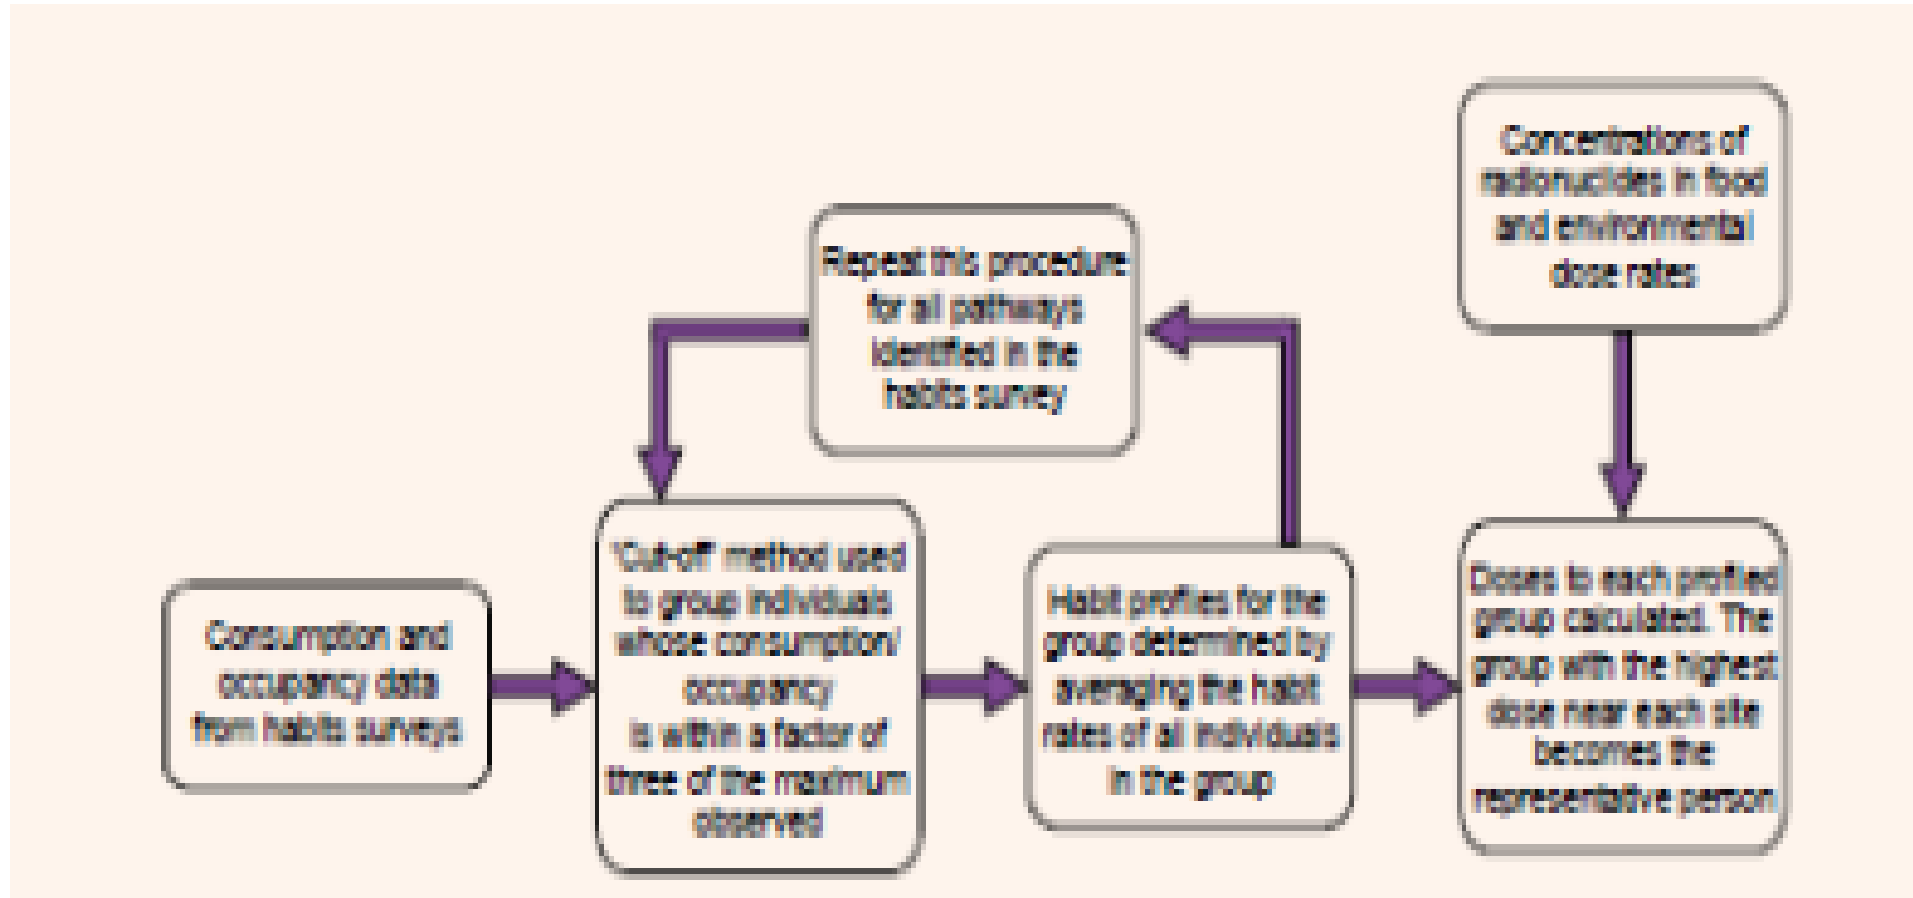 Concentrations of
radionuclides in food
and environmental
dose rates
Repeat this procedure
for all pathways
identified in the
habits survey
Consumption and
occupancy data
from habits surveys
'Cut-off' method used
to group individuals
whose consumption/
occupancy
is within a factor of
three of the maximum
observed
Habit profiles for the
group determined by
averaging the habit
rates of all individuals
in the group
Doses to each profiled
group calculated. The
group with the highest
dose near each site
becomes the
representative person